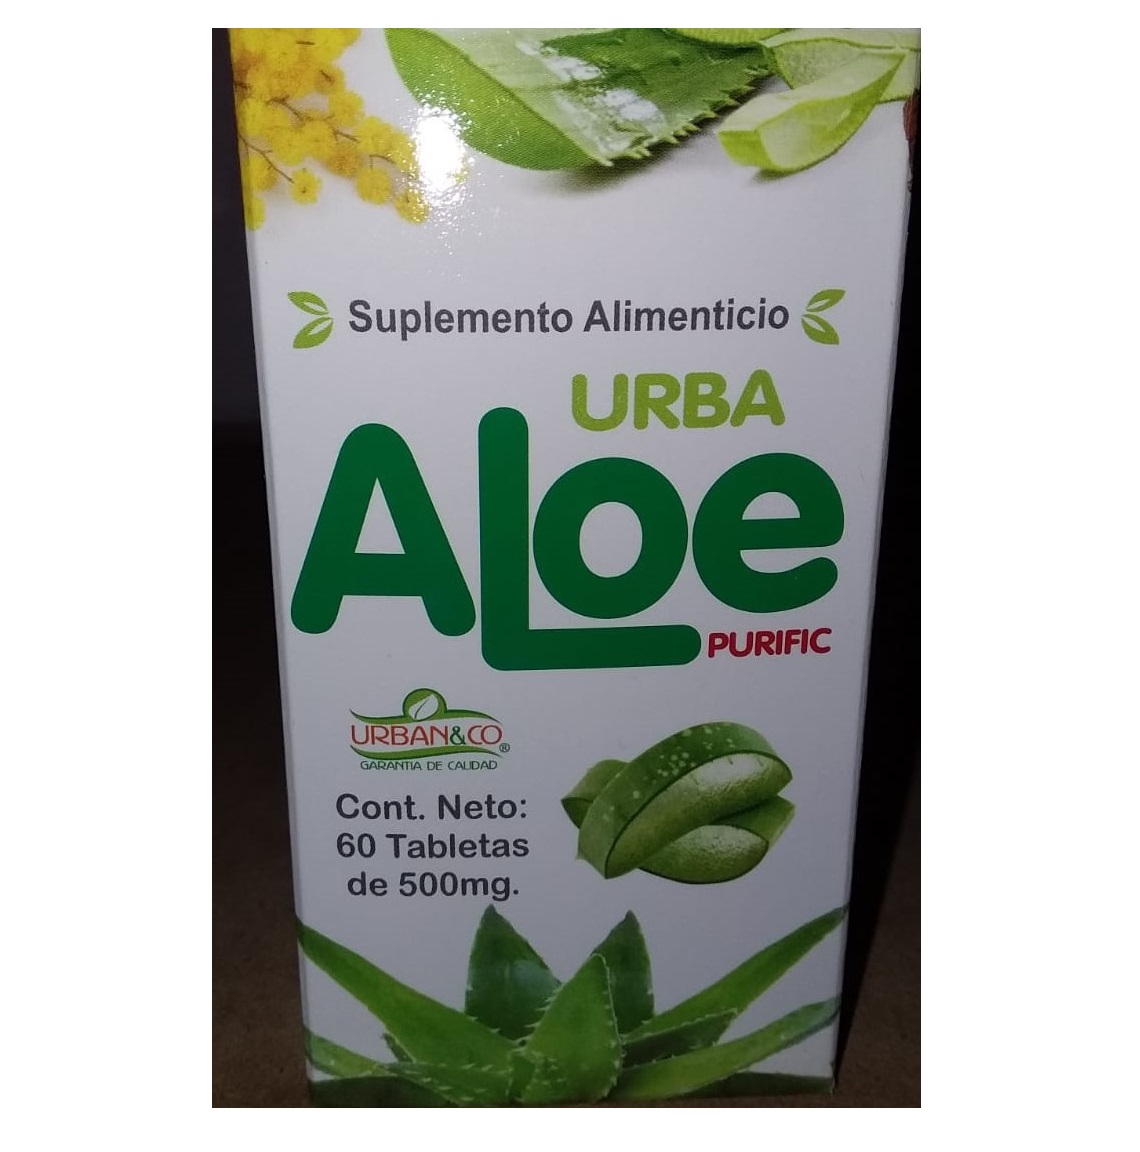 Suplemento Alimenticio
URBA
ALoe
PURIFIC
URBAN&CO®
GARANTIA DE CALIDAD
Cont. Neto:
60 Tabletas
de 500mg.